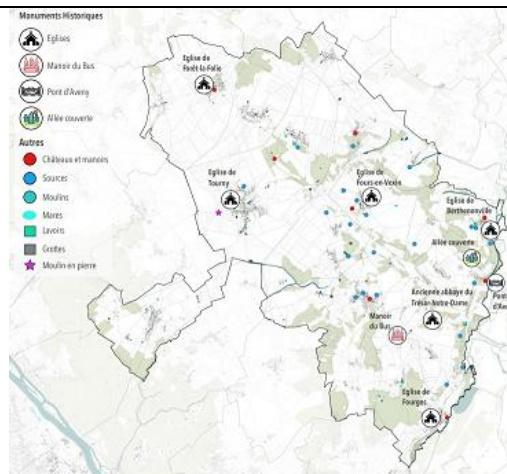 Monuments Historiques
Eglises
Manoir du Bus
Pont d'Aveny
Allée couverte
Autres
Châteaux et manoirs
Sources
Moulins
Mares
Lavoirs
Grottes
Moulin en pierre
Eglise de
Forêt-la-Folie
Eglise de
Tourny
Eglise de
Fours-en-Vexin
Eglise de
Berthenonville
Allée couverte
Ancienne abbaye du
Trésor-Notre-Dame
Pont
d'Av
Manoir
du Bus
Eglise de
Fourges